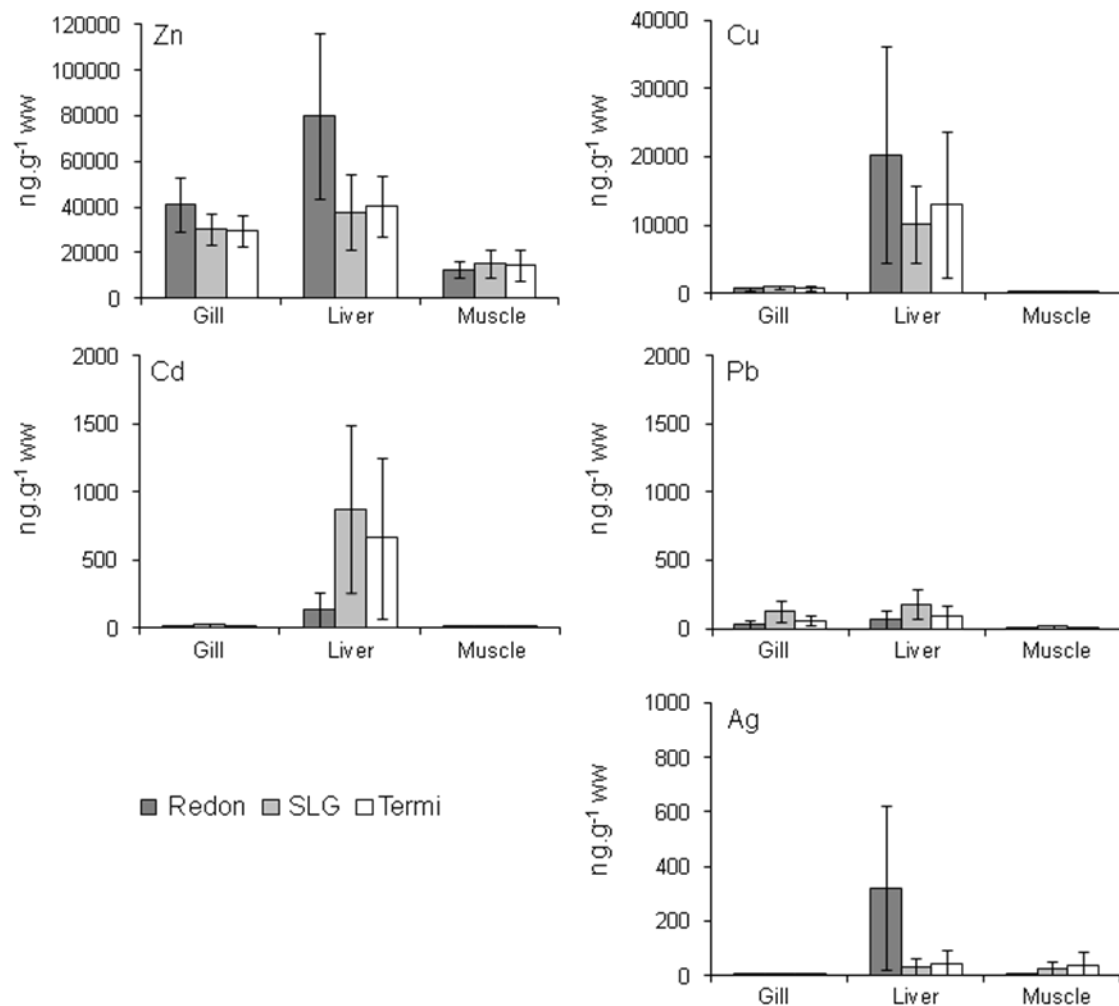 Zn
ng.g⁻¹ ww
120000
100000
80000
60000
40000
20000
0
Gill Liver Muscle
Cu
ng.g⁻¹ ww
40000
30000
20000
10000
0
Gill Liver Muscle
Cd
ng.g⁻¹ ww
2000
1500
1000
500
0
Gill Liver Muscle
Pb
ng.g⁻¹ ww
2000
1500
1000
500
0
Gill Liver Muscle
Redon SLG Termi
Ag
ng.g⁻¹ ww
1000
800
600
400
200
0
Gill Liver Muscle